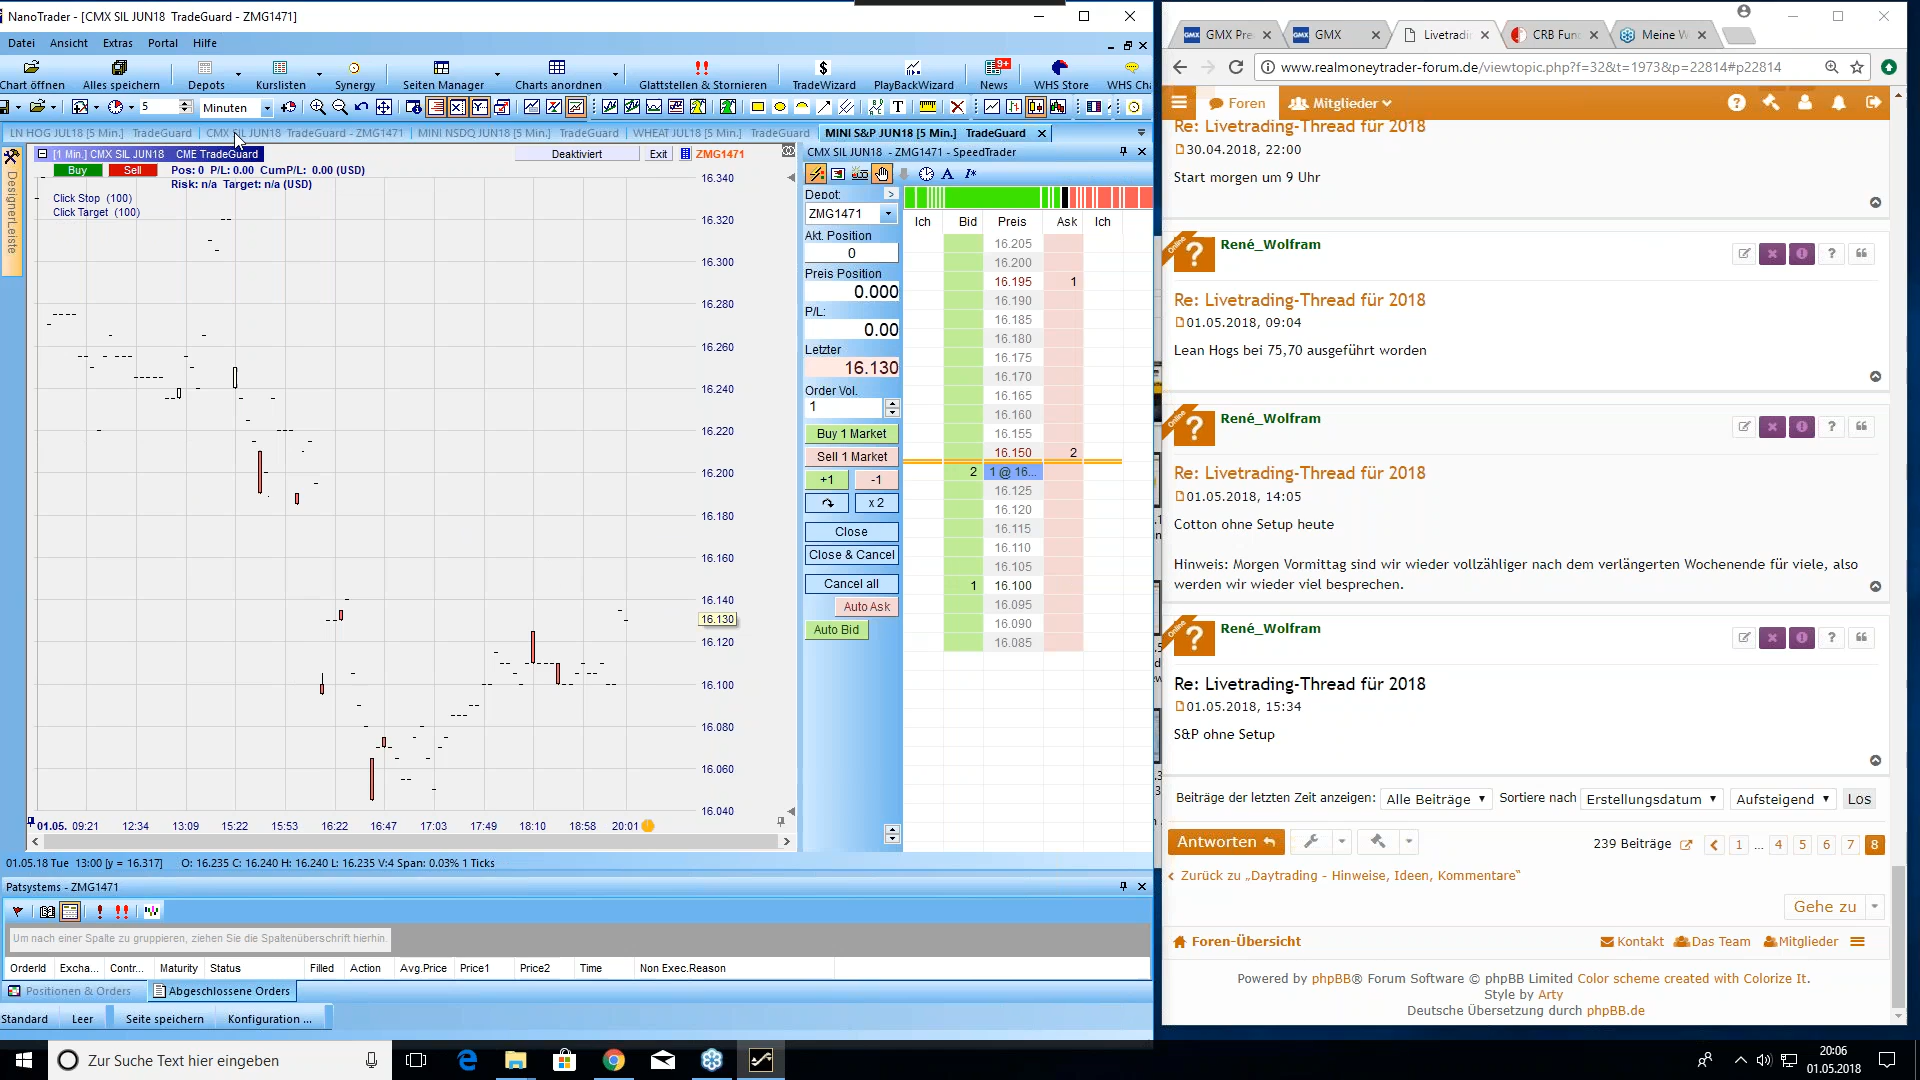 NanoTrader - [CMX SIL JUN18 TradeGuard - ZMG1471]
Datei Ansicht Extras Portal Hilfe
Chart öffnen Alles speichern Depots Kurslisten Synergy Seiten Manager Charts anordnen Glattstellen & Stornieren TradeWizard PlayBackWizard News 9+ WHS Store WHS Cha
5 Minuten
LN HOG JUL18 [5 Min.] TradeGuard CMX SIL JUN18 TradeGuard - ZMG1471 MINI NSDQ JUN18 [5 Min.] TradeGuard WHEAT JUL18 [5 Min.] TradeGuard MINI S&P JUN18 [5 Min.] TradeGuard
DesignerLeiste
[1 Min.] CMX SIL JUN18 CME TradeGuard Deaktiviert Exit ZMG1471
Buy Sell Pos: 0 P/L: 0.00 CumP/L: 0.00 (USD)
Risk: n/a Target: n/a (USD)
Click Stop (100)
Click Target (100)
16.340
16.320
16.300
16.280
16.260
16.240
16.220
16.200
16.180
16.160
16.140
16.130
16.120
16.100
16.080
16.060
16.040
01.05. 09:21 12:34 13:09 15:22 15:53 16:22 16:47 17:03 17:49 18:10 18:58 20:01
01.05.18 Tue 13:00 [y = 16.317] O: 16.235 C: 16.240 H: 16.240 L: 16.235 V:4 Span: 0.03% 1 Ticks
CMX SIL JUN18 - ZMG1471 - SpeedTrader
Depot:
ZMG1471
Akt. Position
0
Preis Position
0.000
P/L:
0.00
Letzter
16.130
Order Vol.
1
Buy 1 Market
Sell 1 Market
+1 -1
x 2
Close
Close & Cancel
Cancel all
Auto Ask
Auto Bid
Ich Bid Preis Ask Ich
16.205
16.200
16.195 1
16.190
16.185
16.180
16.175
16.170
16.165
16.160
16.155
16.150 2
2 1 @ 16...
16.125
16.120
16.115
16.110
16.105
1 16.100
16.095
16.090
16.085
Patsystems - ZMG1471
Um nach einer Spalte zu gruppieren, ziehen Sie die Spaltenüberschrift hierhin.
OrderId Excha... Contr... Maturity Status Filled Action Avg.Price Price1 Price2 Time Non Exec.Reason
Positionen & Orders Abgeschlossene Orders
Standard Leer Seite speichern Konfiguration ...
GMX Pre GMX Livetradi CRB Fun Meine W
www.realmoneytrader-forum.de/viewtopic.php?f=32&t=1973&p=22814#p22814
Foren Mitglieder
Re: Livetrading-Thread für 2018
30.04.2018, 22:00
Start morgen um 9 Uhr
Online
René_Wolfram
Re: Livetrading-Thread für 2018
01.05.2018, 09:04
Lean Hogs bei 75,70 ausgeführt worden
Online
René_Wolfram
Re: Livetrading-Thread für 2018
01.05.2018, 14:05
Cotton ohne Setup heute
Hinweis: Morgen Vormittag sind wir wieder vollzähliger nach dem verlängerten Wochenende für viele, also
werden wir wieder viel besprechen.
Online
René_Wolfram
Re: Livetrading-Thread für 2018
01.05.2018, 15:34
S&P ohne Setup
Beiträge der letzten Zeit anzeigen: Alle Beiträge Sortiere nach Erstellungsdatum Aufsteigend Los
Antworten 239 Beiträge 1 ... 4 5 6 7 8
Zurück zu „Daytrading - Hinweise, Ideen, Kommentare“
Gehe zu
Foren-Übersicht Kontakt Das Team Mitglieder
Powered by phpBB® Forum Software © phpBB Limited Color scheme created with Colorize It.
Style by Arty
Deutsche Übersetzung durch phpBB.de
Zur Suche Text hier eingeben
20:06
01.05.2018